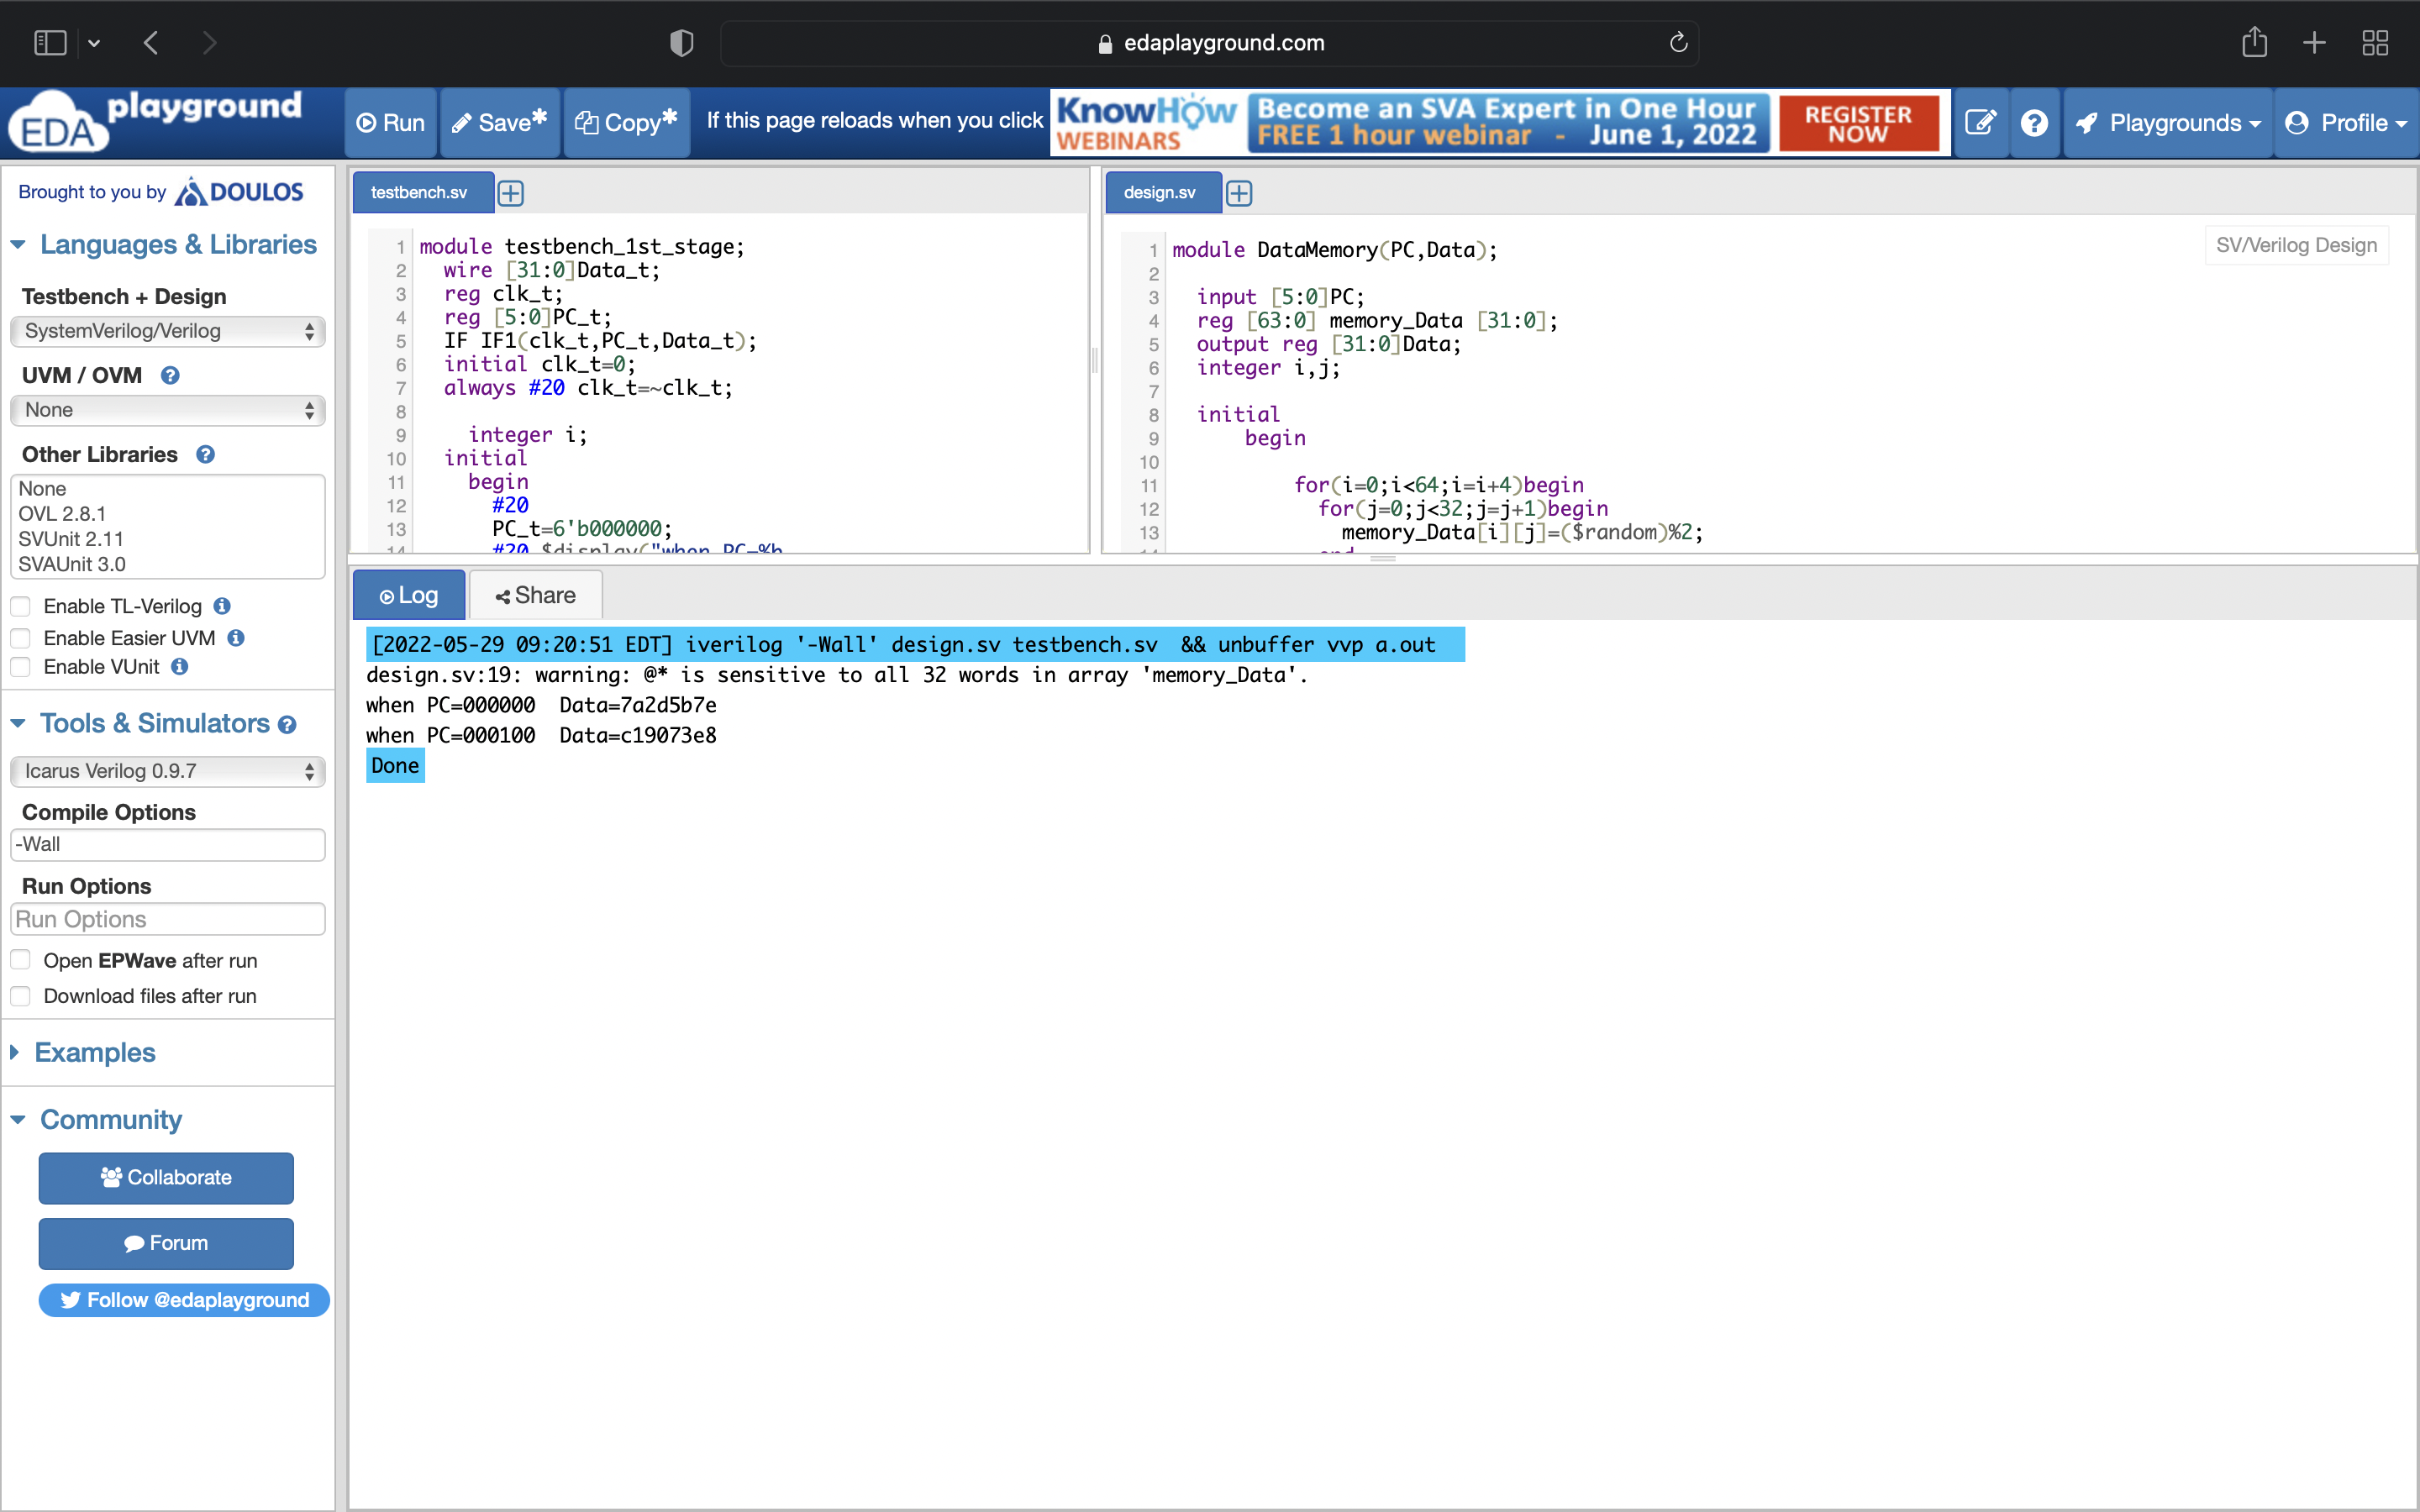 edaplayground.com
EDA playground
Run
Save*
Copy*
If this page reloads when you click
KnowHow
WEBINARS
Become an SVA Expert in One Hour
FREE 1 hour webinar - June 1, 2022
REGISTER
NOW
Playgrounds
Profile
Brought to you by DOULOS
Languages & Libraries
Testbench + Design
SystemVerilog/Verilog
UVM / OVM
None
Other Libraries
None
OVL 2.8.1
SVUnit 2.11
SVAUnit 3.0
Enable TL-Verilog
Enable Easier UVM
Enable VUnit
Tools & Simulators
Icarus Verilog 0.9.7
Compile Options
-Wall
Run Options
Run Options
Open EPWave after run
Download files after run
Examples
Community
Collaborate
Forum
Follow @edaplayground
testbench.sv
1 module testbench_1st_stage;
2 wire [31:0]Data_t;
3 reg clk_t;
4 reg [5:0]PC_t;
5 IF IF1(clk_t,PC_t,Data_t);
6 initial clk_t=0;
7 always #20 clk_t=~clk_t;
8
9 integer i;
10 initial
11 begin
12 #20
13 PC_t=6'b000000;
14 #20 $display("when PC=%b
design.sv
SV/Verilog Design
1 module DataMemory(PC,Data);
2
3 input [5:0]PC;
4 reg [63:0] memory_Data [31:0];
5 output reg [31:0]Data;
6 integer i,j;
7
8 initial
9 begin
10
11 for(i=0;i<64;i=i+4)begin
12 for(j=0;j<32;j=j+1)begin
13 memory_Data[i][j]=($random)%2;
14 end
Log
Share
[2022-05-29 09:20:51 EDT] iverilog '-Wall' design.sv testbench.sv && unbuffer vvp a.out
design.sv:19: warning: @* is sensitive to all 32 words in array 'memory_Data'.
when PC=000000 Data=7a2d5b7e
when PC=000100 Data=c19073e8
Done